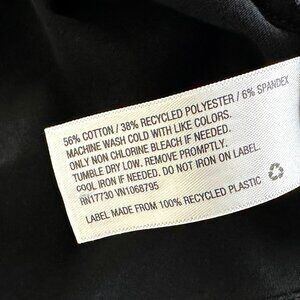 56% COTTON / 38% RECYCLED POLYESTER / 6% SPANDEX
MACHINE WASH COLD WITH LIKE COLORS.
ONLY NON CHLORINE BLEACH IF NEEDED.
TUMBLE DRY LOW. REMOVE PROMPTLY.
COOL IRON IF NEEDED. DO NOT IRON ON LABEL.
RN17730 VN1068795
LABEL MADE FROM 100% RECYCLED PLASTIC